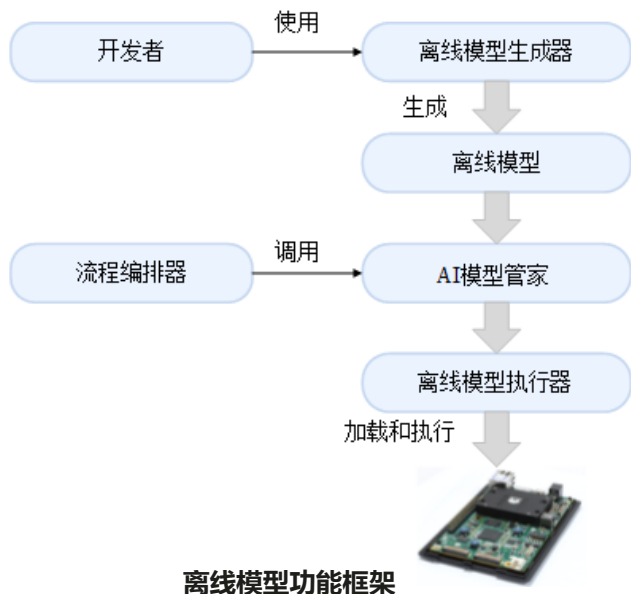 使用
开发者
离线模型生成器
生成
离线模型
调用
流程编排器
AI模型管家
离线模型执行器
加载和执行
离线模型功能框架